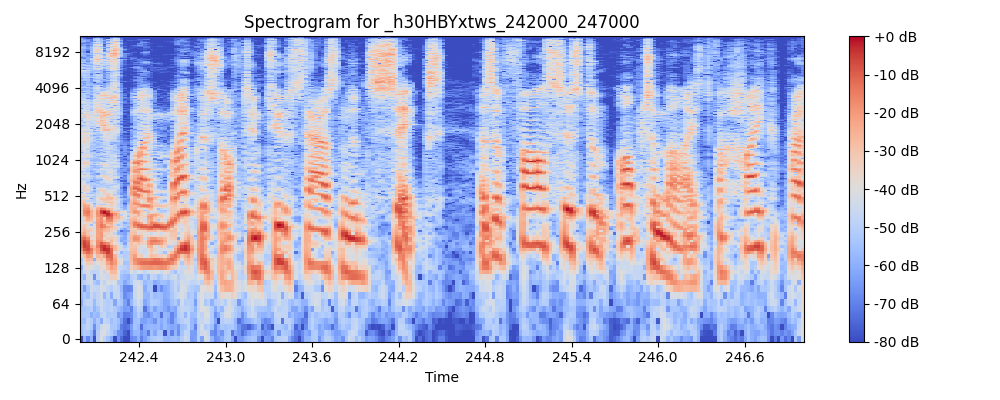 Spectrogram for _h30HBYxtws_242000_247000
8192
4096
2048
1024
512
256
128
64
0
Hz
242.4 243.0 243.6 244.2 244.8 245.4 246.0 246.6
Time
+0 dB
-10 dB
-20 dB
-30 dB
-40 dB
-50 dB
-60 dB
-70 dB
-80 dB